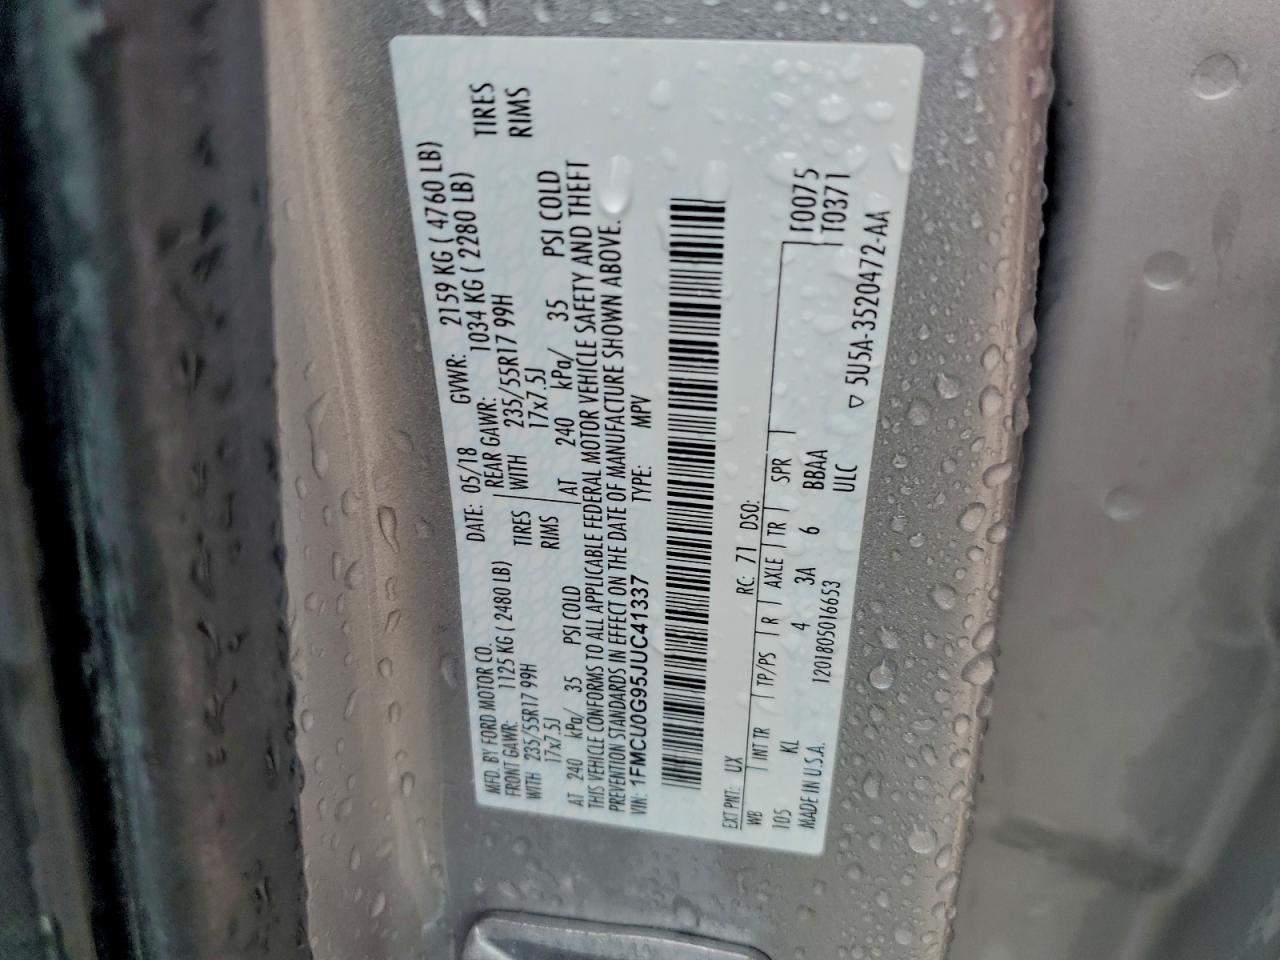 MFD. BY FORD MOTOR CO.
DATE: 05/18 GVWR: 2159 KG ( 4760 LB)
FRONT GAWR: 1125 KG ( 2480 LB) REAR GAWR: 1034 KG ( 2280 LB)
WITH 235/55R17 99H TIRES WITH 235/55R17 99H TIRES
17x7.5J RIMS 17x7.5J RIMS
AT 240 kPa/ 35 PSI COLD AT 240 kPa/ 35 PSI COLD
THIS VEHICLE CONFORMS TO ALL APPLICABLE FEDERAL MOTOR VEHICLE SAFETY AND THEFT
PREVENTION STANDARDS IN EFFECT ON THE DATE OF MANUFACTURE SHOWN ABOVE.
VIN: 1FMCU0G95JUC41337 TYPE: MPV
EXT PNT: UX RC: 71 DSO: F0075
WB INT TR TP/PS R AXLE TR SPR T0371
105 KL 4 3A 6 BBAA
MADE IN U.S.A. 1201805016653 ULC
▽ 5U5A-3520472-AA